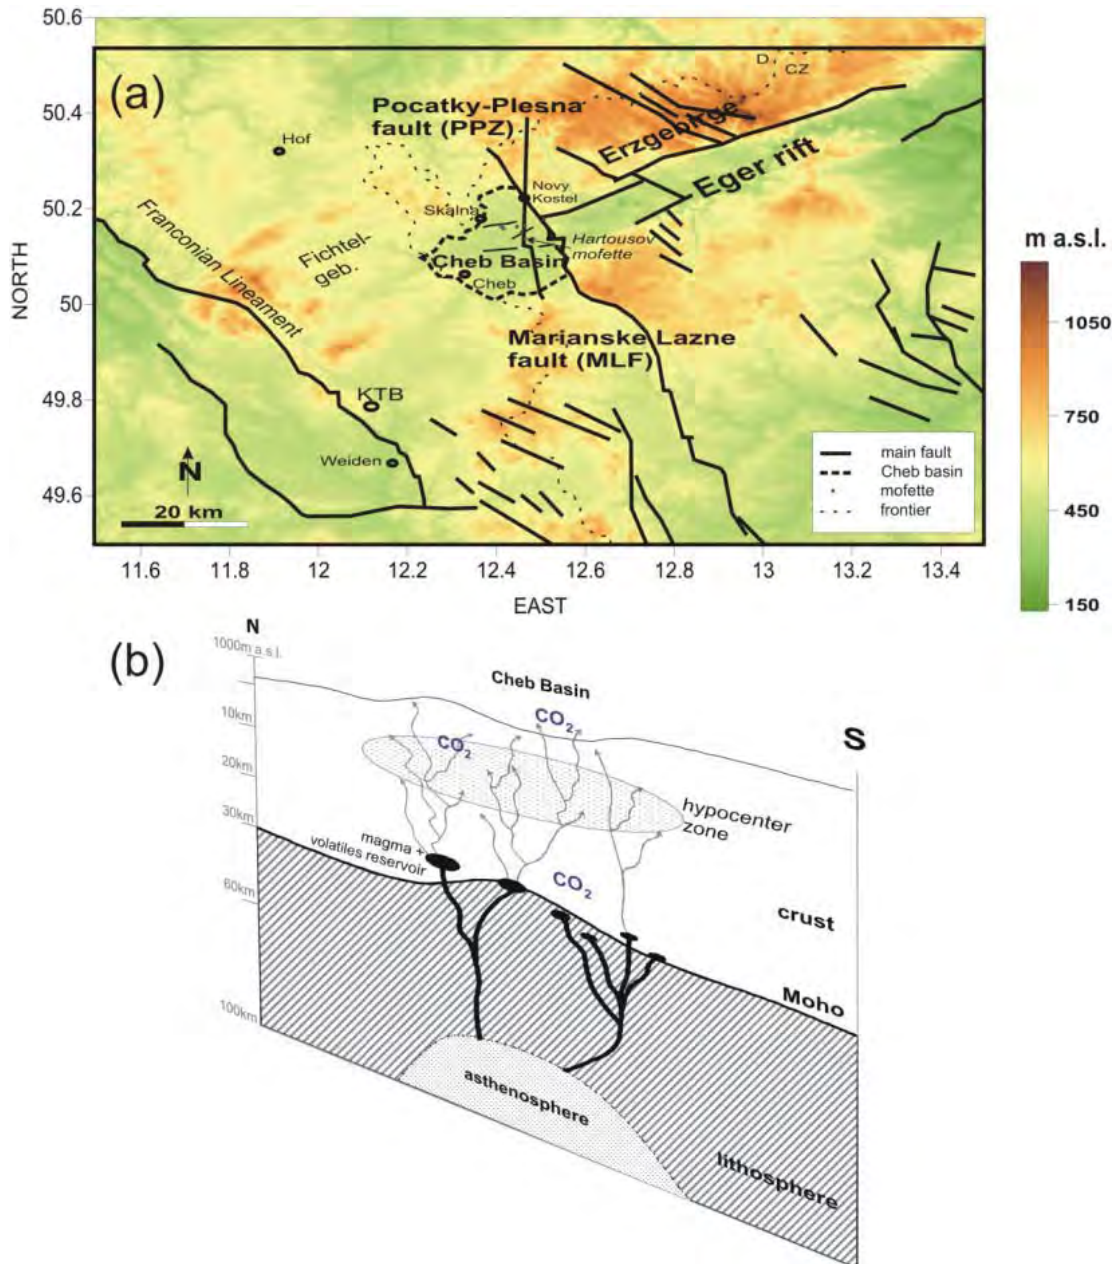 50.6
50.4
50.2
50
49.8
49.6
NORTH
(a)
D
CZ
Pocatky-Plesna
fault (PPZ)
Erzgebirge
Eger rift
Hof
Novy
Kostel
Skalna
Hartousov
mofette
Franconian Lineament
Fichtel-
geb.
Cheb Basin
Cheb
Marianske Lazne
fault (MLF)
KTB
Weiden
N
20 km
main fault
Cheb basin
mofette
frontier
m a.s.l.
1050
750
450
150
11.6 11.8 12 12.2 12.4 12.6 12.8 13 13.2 13.4
EAST
(b)
N
1000m a.s.l.
10km
20km
30km
60km
100km
Cheb Basin
CO2
CO2
S
hypocenter
zone
magma +
volatiles reservoir
CO2
crust
Moho
asthenosphere
lithosphere